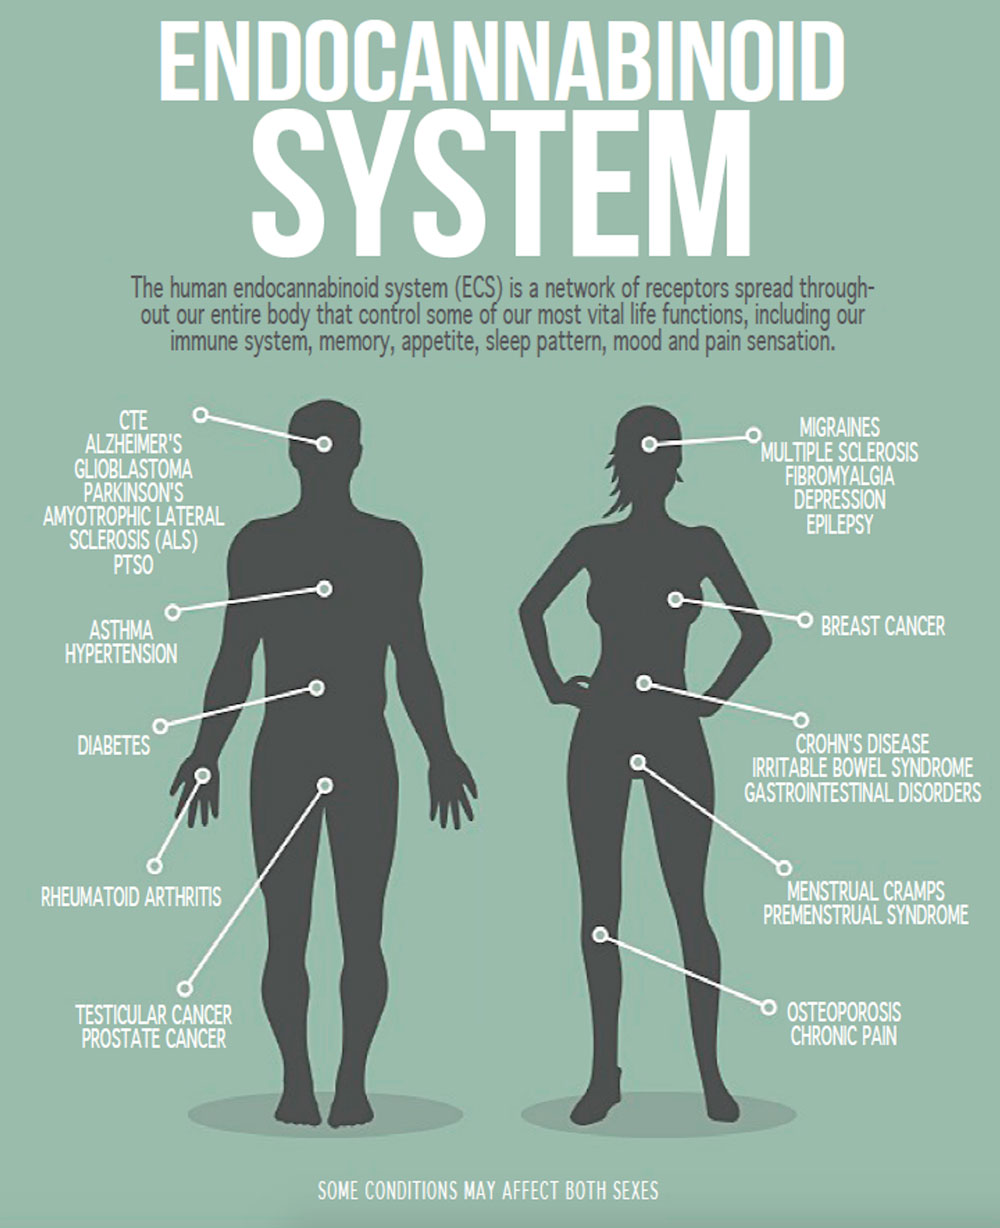 ENDOCANNABINOID
SYSTEM
The human endocannabinoid system (ECS) is a network of receptors spread through-
out our entire body that control some of our most vital life functions, including our
immune system, memory, appetite, sleep pattern, mood and pain sensation.
CTE
ALZHEIMER'S
GLIOBLASTOMA
PARKINSON'S
AMYOTROPHIC LATERAL
SCLEROSIS (ALS)
PTSO
ASTHMA
HYPERTENSION
DIABETES
RHEUMATOID ARTHRITIS
TESTICULAR CANCER
PROSTATE CANCER
MIGRAINES
MULTIPLE SCLEROSIS
FIBROMYALGIA
DEPRESSION
EPILEPSY
BREAST CANCER
CROHN'S DISEASE
IRRITABLE BOWEL SYNDROME
GASTROINTESTINAL DISORDERS
MENSTRUAL CRAMPS
PREMENSTRUAL SYNDROME
OSTEOPOROSIS
CHRONIC PAIN
SOME CONDITIONS MAY AFFECT BOTH SEXES